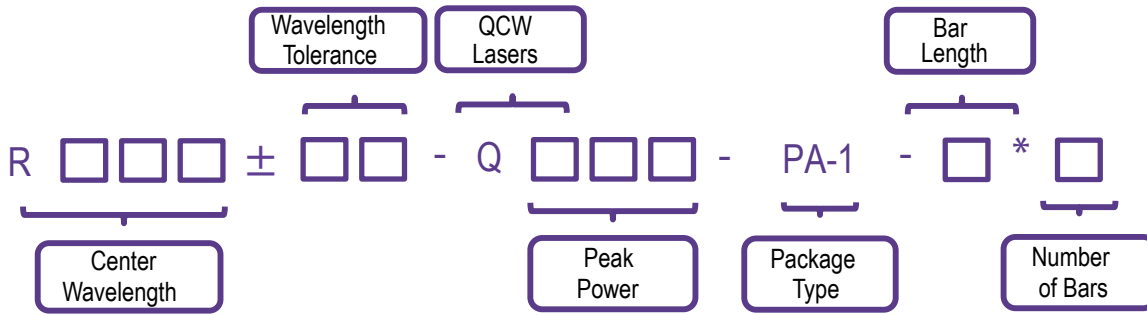 Wavelength
Tolerance
QCW
Lasers
Bar
Length
R □□□ ± □□ - Q □□□ - PA-1 - □ * □
Center
Wavelength
Peak
Power
Package
Type
Number
of Bars